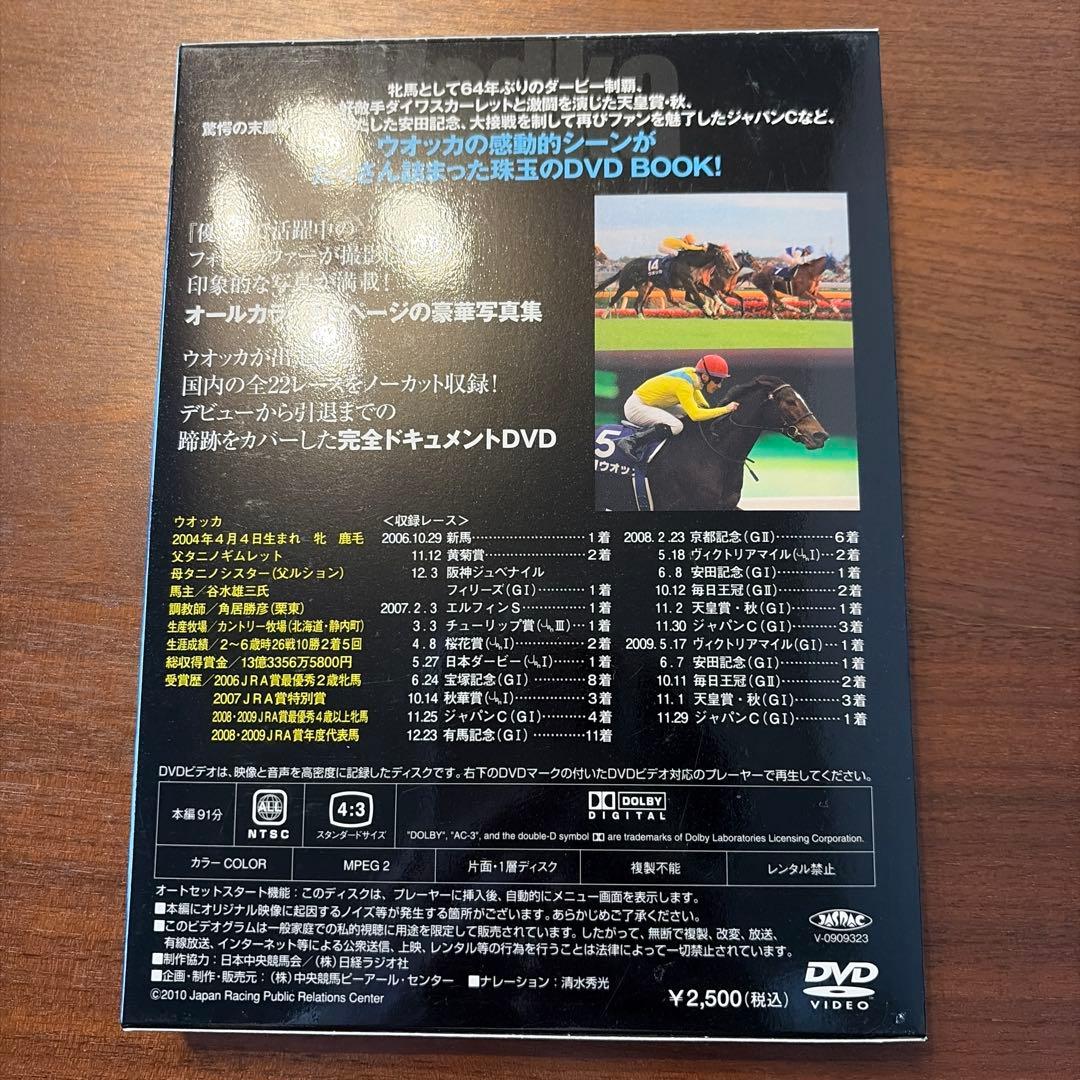 Vodka
牝馬として64年ぶりのダービー制覇、
好敵手ダイワスカーレットと激闘を演じた天皇賞・秋、
驚愕の末脚 した安田記念、大接戦を制して再びファンを魅了したジャパンCなど、
ウオッカの感動的シーンが
たくさん詰まった珠玉のDVD BOOK!
『優 活躍中の
フォ ファーが撮影
印象的な写真が満載!
オールカラー ページの豪華写真集
ウオッカが出
国内の全22レースをノーカット収録!
デビューから引退までの
蹄跡をカバーした完全ドキュメントDVD
14
ウオッカ
7
5
ウオッカ
ウオッカ
2004年4月4日生まれ 牝 鹿毛
父タニノギムレット
母タニノシスター(父ルション)
馬主/谷水雄三氏
調教師/角居勝彦(栗東)
生産牧場/カントリー牧場(北海道・静内町)
生涯成績/2〜6歳時26戦10勝2着5回
総収得賞金/13億3356万5800円
受賞歴/2006JRA賞最優秀2歳牝馬
2007JRA賞特別賞
2008・2009JRA賞最優秀4歳以上牝馬
2008・2009JRA賞年度代表馬
<収録レース>
2006.10.29 新馬…………………1着
11.12 黄菊賞………………2着
12.3 阪神ジュベナイル
フィリーズ(GⅠ)…………1着
2007.2.3 エルフィンS…………1着
3.3 チューリップ賞(JpnⅢ)…1着
4.8 桜花賞(JpnⅠ)…………2着
5.27 日本ダービー(JpnⅠ)……1着
6.24 宝塚記念(GⅠ)…………8着
10.14 秋華賞(JpnⅠ)…………3着
11.25 ジャパンC(GⅠ)………4着
12.23 有馬記念(GⅠ)………11着
2008.2.23 京都記念(GⅡ)…………6着
5.18 ヴィクトリアマイル(JpnⅠ)…2着
6.8 安田記念(GⅠ)…………1着
10.12 毎日王冠(GⅡ)…………2着
11.2 天皇賞・秋(GⅠ)………1着
11.30 ジャパンC(GⅠ)………3着
2009.5.17 ヴィクトリアマイル(GⅠ)…1着
6.7 安田記念(GⅠ)…………1着
10.11 毎日王冠(GⅡ)…………2着
11.1 天皇賞・秋(GⅠ)………3着
11.29 ジャパンC(GⅠ)………1着
DVDビデオは、映像と音声を高密度に記録したディスクです。右下のDVDマークの付いたDVDビデオ対応のプレーヤーで再生してください。
本編91分
ALL
NTSC
4:3
スタンダードサイズ
DOLBY
DIGITAL
"DOLBY", "AC-3", and the double-D symbol are trademarks of Dolby Laboratories Licensing Corporation.
カラー COLOR
MPEG 2
片面・1層ディスク
複製不能
レンタル禁止
オートセットスタート機能:このディスクは、プレーヤーに挿入後、自動的にメニュー画面を表示します。
■本編にオリジナル映像に起因するノイズ等が発生する箇所がございます。あらかじめご了承ください。
■このビデオグラムは一般家庭での私的視聴に用途を限定して販売されています。したがって、無断で複製、改変、放送、
有線放送、インターネット等による公衆送信、上映、レンタル等の行為を行うことは法律によって一切禁止されています。
■制作協力:日本中央競馬会/(株)日経ラジオ社
■企画・制作・販売元:(株)中央競馬ピーアール・センター ■ナレーション:清水秀光
©2010 Japan Racing Public Relations Center
JASRAC
V-0909323
¥2,500(税込)
DVD
VIDEO